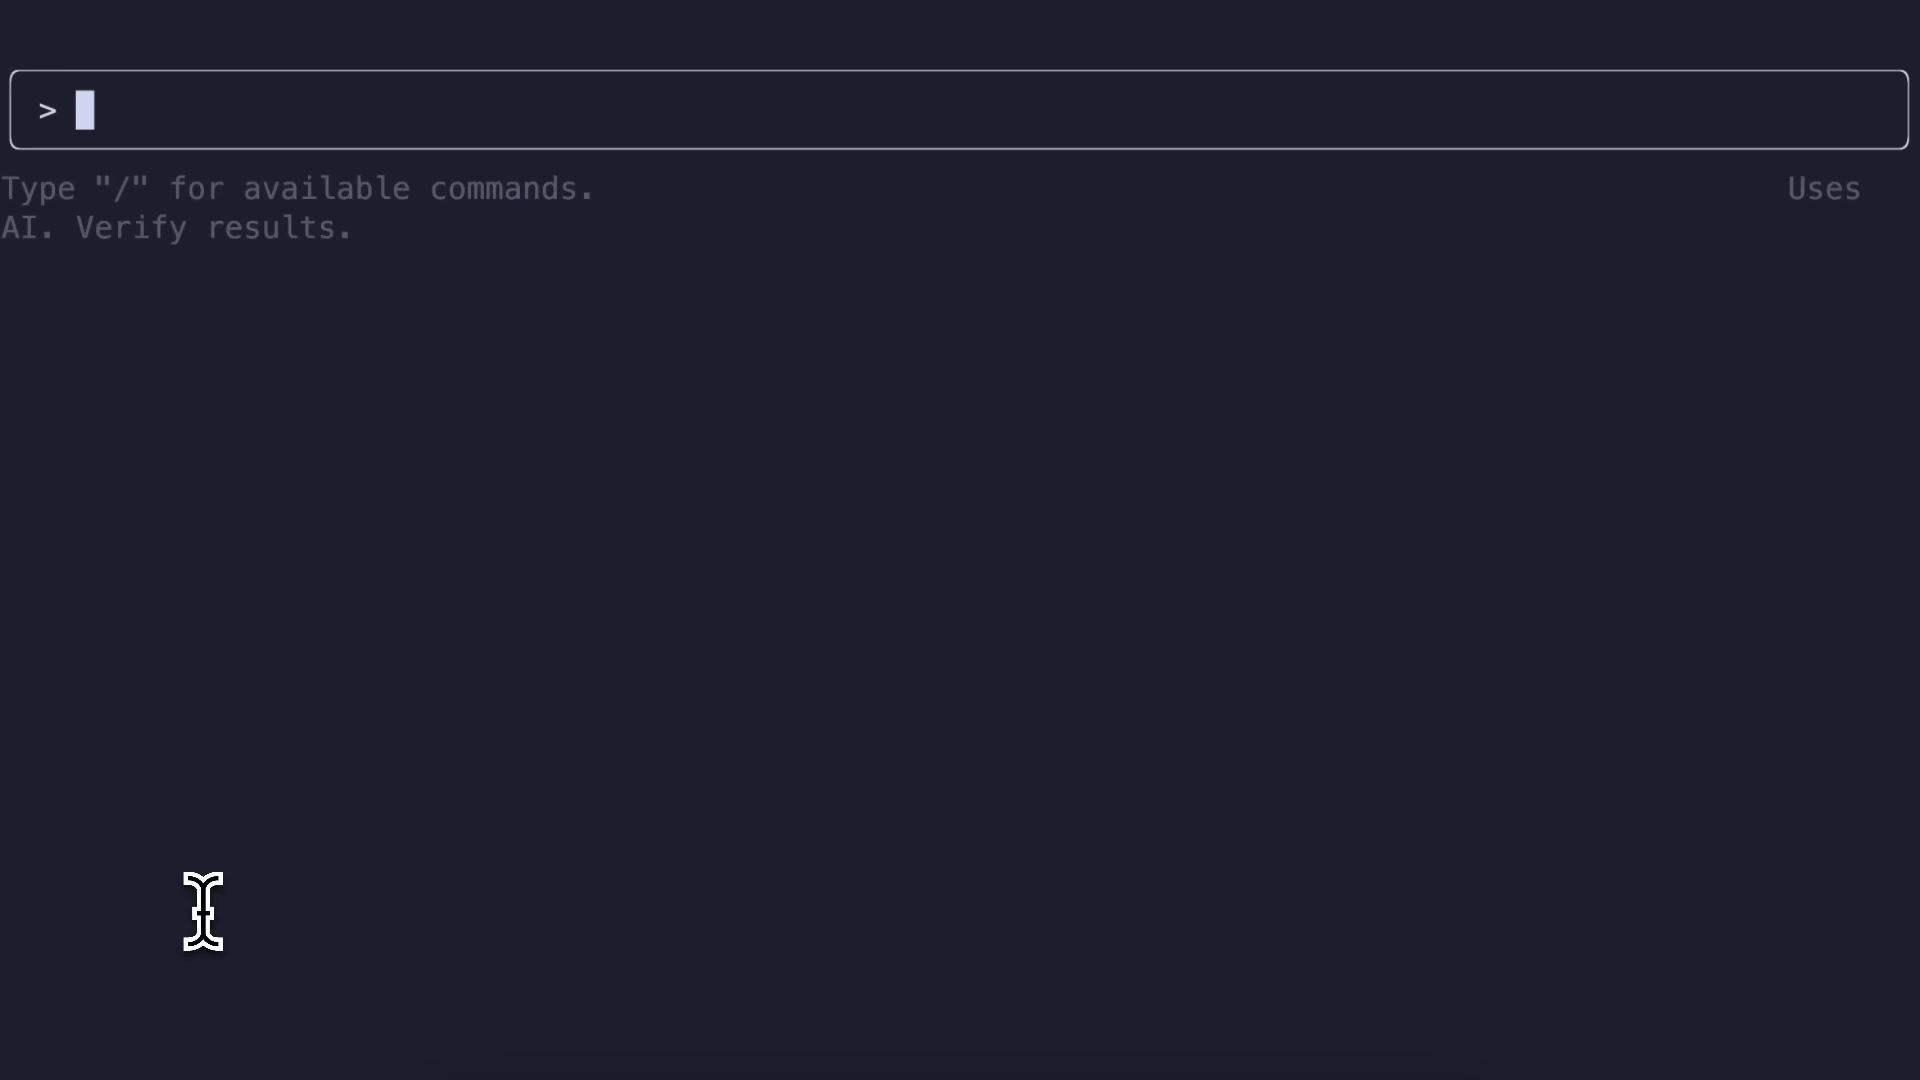 >
Type "/" for available commands. Uses
AI. Verify results.